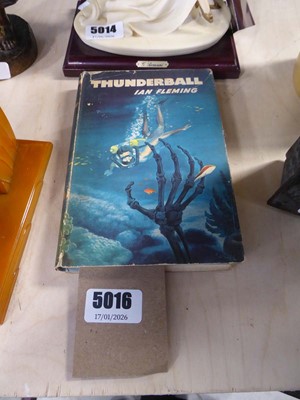 5014
THUNDERBALL
IAN FLEMING
5016
17/01/2026